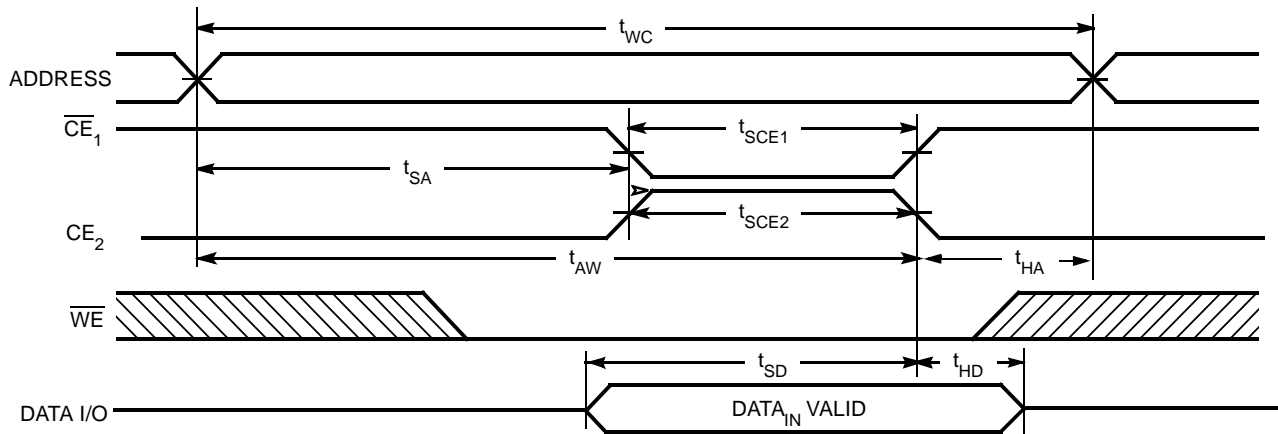 tWC
ADDRESS
CE1
tSCE1
tSA
tSCE2
CE2
tAW
tHA
WE
tSD
tHD
DATA I/O
DATAIN VALID